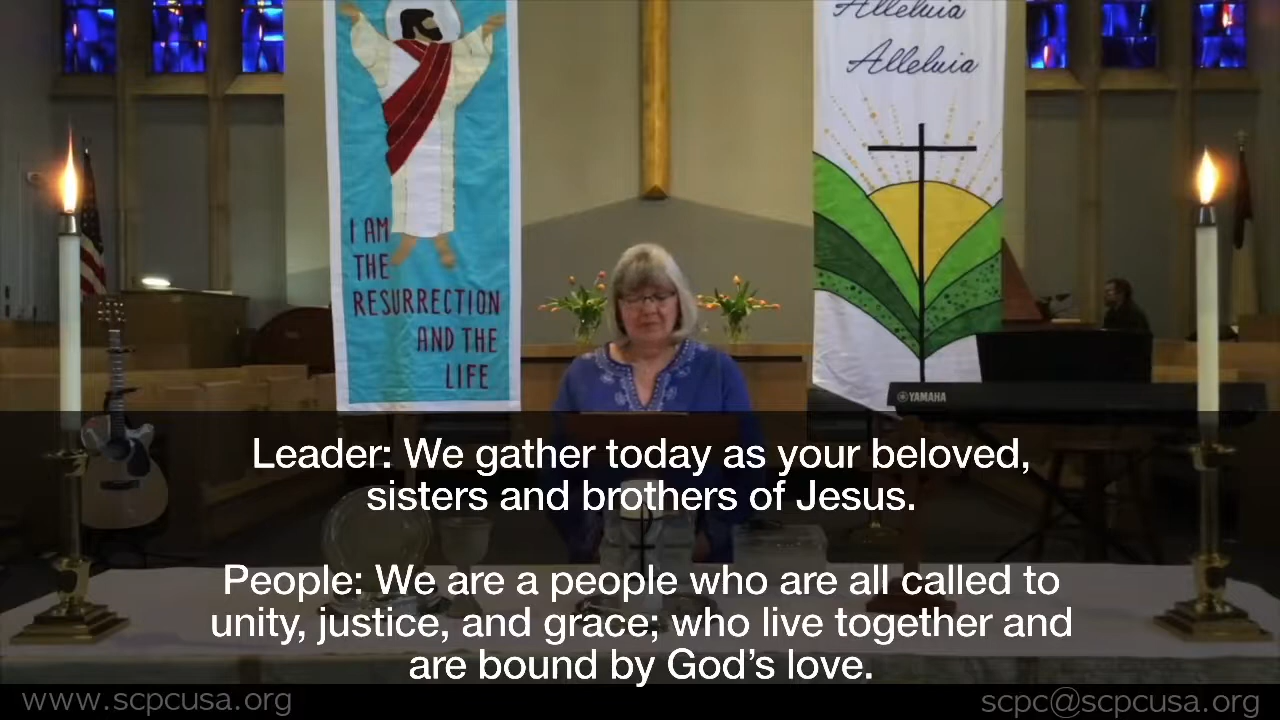 Alleluia
Alleluia
I AM
THE
RESURRECTION
AND THE
LIFE
YAMAHA
Leader: We gather today as your beloved,
sisters and brothers of Jesus.
People: We are a people who are all called to
unity, justice, and grace; who live together and
are bound by God's love.
www.scpcusa.org
scpc@scpcusa.org